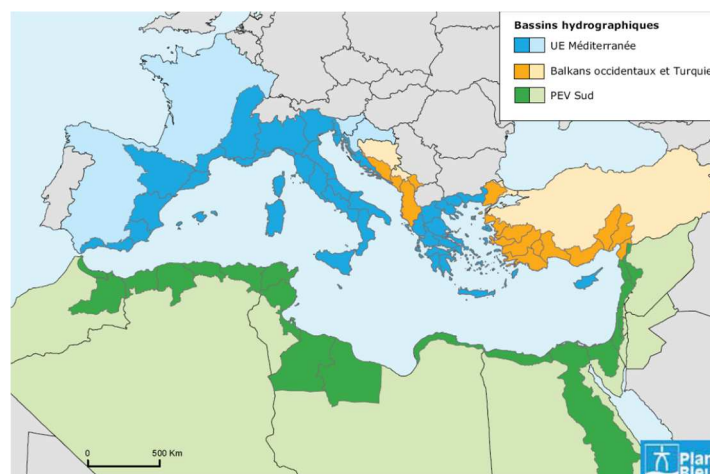 Bassins hydrographiques
UE Méditerranée
Balkans occidentaux et Turquie
PEV Sud
0 500 Km
Plan
Bleu